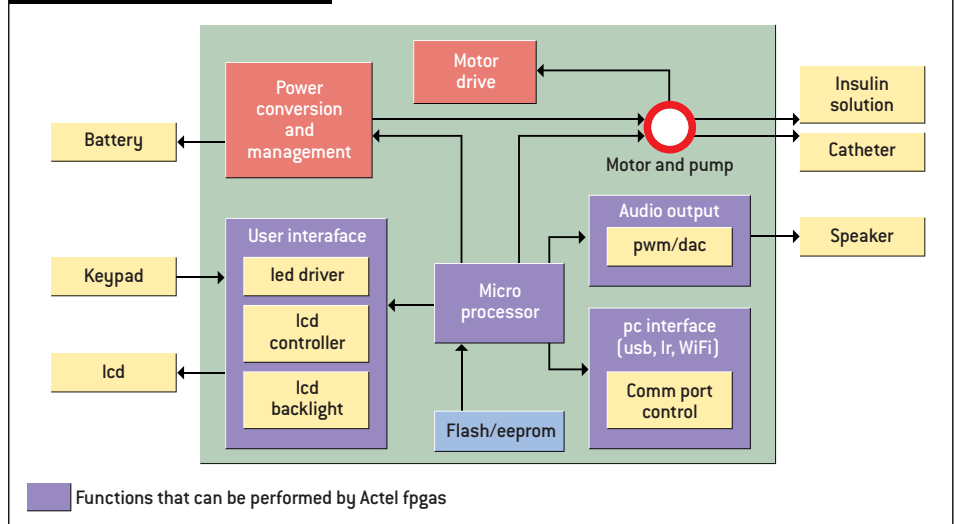 Motor
drive
Power
conversion
and
management
Insulin
solution
Battery
Catheter
Motor and pump
User interaface
Audio output
pwm/dac
Speaker
Keypad
led driver
Micro
processor
lcd
controller
pc interface
(usb, Ir, WiFi)
lcd
lcd
backlight
Comm port
control
Flash/eeprom
Functions that can be performed by Actel fpgas